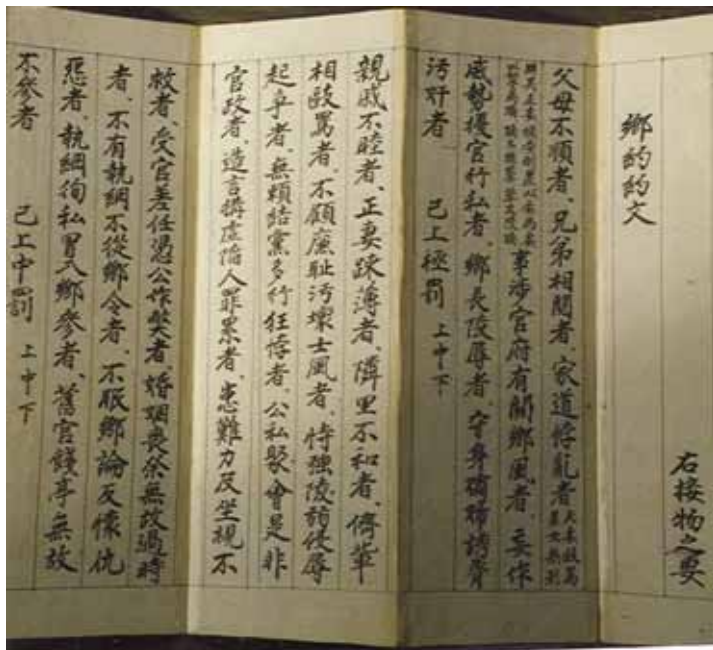 右接物之要
鄉約約文
父母不順者、兄弟相鬩者、家道悖亂者
事涉官府有關鄉風者、妄作
威勢擾官行私者、鄉長陵辱者、守身孀婦誘脅
污奸者 已上極罰 上中下
親戚不睦者、正妻踈薄者、隣里不和者、儕輩
相毆罵者、不顧廉恥污壞士風者、恃強陵弱侵辱
起爭者、無賴結黨多行狂悖者、公私聚會是非
官政者、造言搆虛陷人罪累者、患難力及坐視不
救者、受官差任憑公作弊者、婚姻喪祭無故過時
者、不有執綱不從鄉令者、不服鄉論反懷仇
惡者、執綱徇私冒入鄉參者、舊官餞亭無故
不參者 已上中罰 上中下